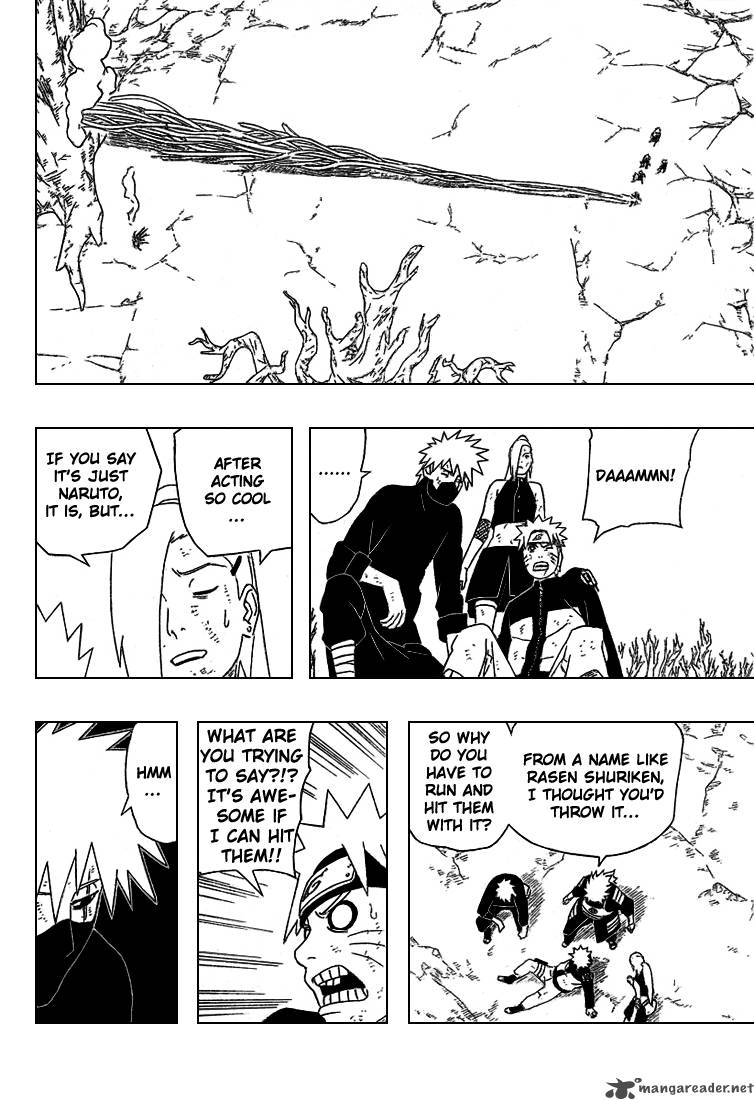 DAAAMMN!
......
AFTER
ACTING
SO COOL
...
IF YOU SAY
IT'S JUST
NARUTO,
IT IS, BUT...
FROM A NAME LIKE
RASEN SHURIKEN,
I THOUGHT YOU'D
THROW IT...
SO WHY
DO YOU
HAVE TO
RUN AND
HIT THEM
WITH IT?
WHAT ARE
YOU TRYING
TO SAY?!?
IT'S AWE-
SOME IF
I CAN HIT
THEM!!
HMM
...
mangareader.net